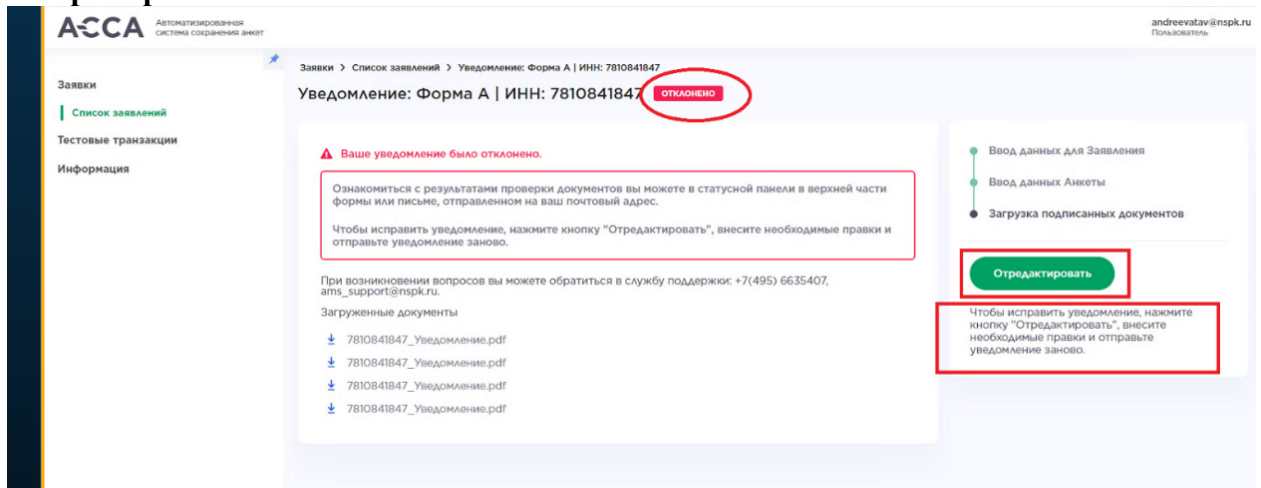 АССА
Автоматизированная
система сохранения анкет
andreevatav@nspk.ru
Пользователь
Заявки
Список заявлений
Тестовые транзакции
Информация
Заявки > Список заявлений > Уведомление: Форма А | ИНН: 7810841847
Уведомление: Форма А | ИНН: 7810841847 ОТКЛОНЕНО
Ваше уведомление было отклонено.
Ознакомиться с результатами проверки документов вы можете в статусной панели в верхней части
формы или письме, отправленном на ваш почтовый адрес.
Чтобы исправить уведомление, нажмите кнопку "Отредактировать", внесите необходимые правки и
отправьте уведомление заново.
При возникновении вопросов вы можете обратиться в службу поддержки: +7(495) 6635407,
ams_support@nspk.ru.
Загруженные документы
7810841847_Уведомление.pdf
7810841847_Уведомление.pdf
7810841847_Уведомление.pdf
7810841847_Уведомление.pdf
Ввод данных для Заявления
Ввод данных Анкеты
Загрузка подписанных документов
Отредактировать
Чтобы исправить уведомление, нажмите
кнопку "Отредактировать", внесите
необходимые правки и отправьте
уведомление заново.